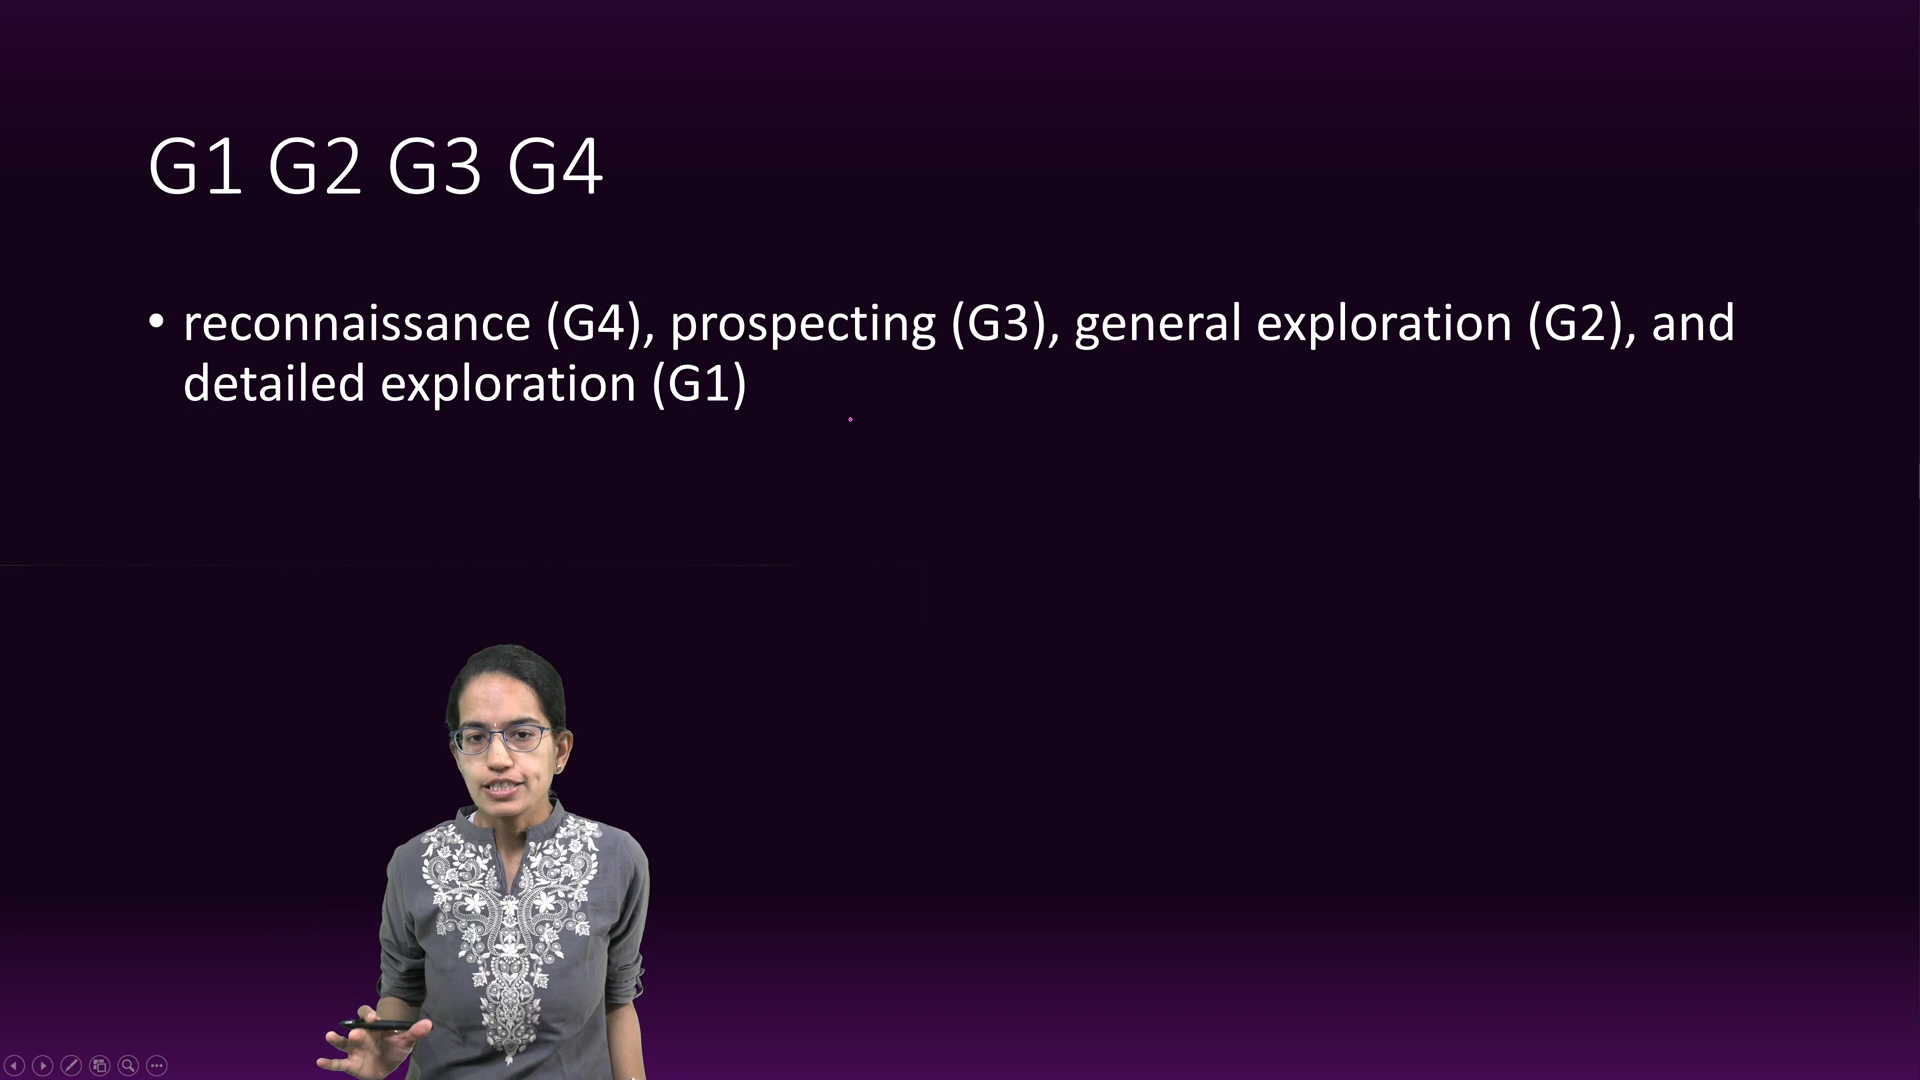 G1 G2 G3 G4
• reconnaissance (G4), prospecting (G3), general exploration (G2), and
detailed exploration (G1)